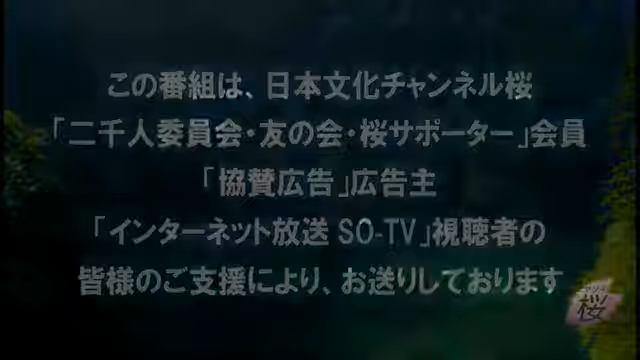 この番組は、日本文化チャンネル桜
「二千人委員会・友の会・桜サポーター」会員
「協賛広告」広告主
「インターネット放送 SO-TV」視聴者の
皆様のご支援により、お送りしております
桜